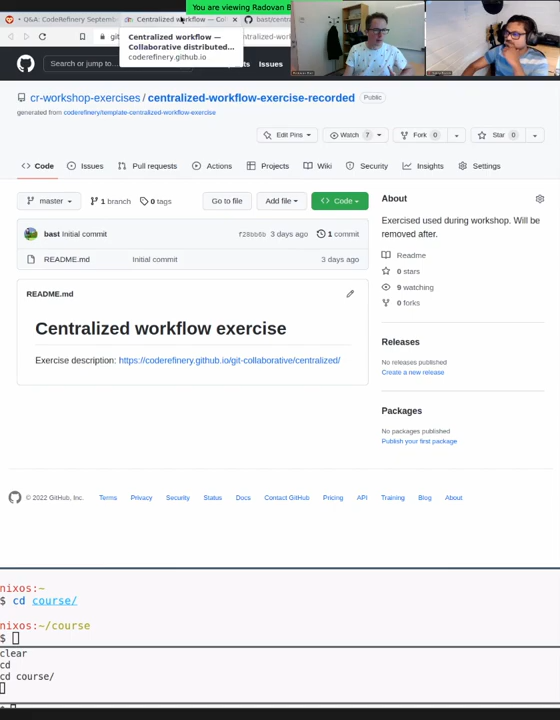 You are viewing Radovan B
• Q&A: CodeRefinery Septemb
Centralized workflow — Col
bast/centr
Centralized workflow —
Collaborative distributed...
coderefinery.github.io
git
ntralized-work
Search or jump to...
Issues
cr-workshop-exercises / centralized-workflow-exercise-recorded Public
generated from coderefinery/template-centralized-workflow-exercise
Edit Pins
Watch 7
Fork 0
Star 0
Code
Issues
Pull requests
Actions
Projects
Wiki
Security
Insights
Settings
master
1 branch
0 tags
Go to file
Add file
Code
bast Initial commit
3 days ago
1 commit
README.md
Initial commit
3 days ago
README.md
Centralized workflow exercise
Exercise description: https://coderefinery.github.io/git-collaborative/centralized/
About
Exercised used during workshop. Will be
removed after.
Readme
0 stars
9 watching
0 forks
Releases
No releases published
Create a new release
Packages
No packages published
Publish your first package
© 2022 GitHub, Inc.
Terms
Privacy
Security
Status
Docs
Contact GitHub
Pricing
API
Training
Blog
About
nixos:~
$ cd course/
nixos:~/course
$
clear
cd
cd course/